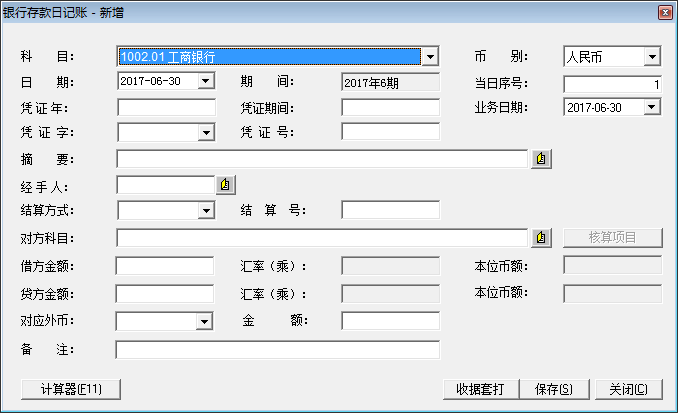 银行存款日记账 - 新增
科 目： 1002.01 工商银行 币 别： 人民币
日 期： 2017-06-30 期 间： 2017年6期 当日序号： 1
凭 证 年： 凭证期间： 业务日期： 2017-06-30
凭 证 字： 凭 证 号：
摘 要：
经 手 人：
结算方式： 结 算 号：
对方科目： 核算项目
借方金额： 汇率（乘）： 本位币额：
贷方金额： 汇率（乘）： 本位币额：
对应外币： 金 额：
备 注：
计算器(F11) 收据套打 保存(S) 关闭(C)